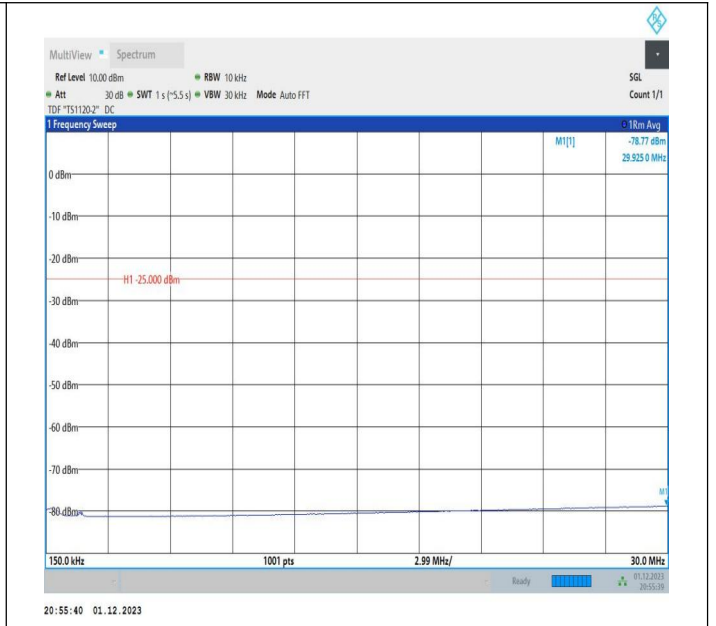 MultiView Spectrum
Ref Level 10.00 dBm RBW 10 kHz SGL
Att 30 dB SWT 1 s (~5.5 s) VBW 30 kHz Mode Auto FFT Count 1/1
TDF "TS1120-2" DC
1 Frequency Sweep 1Rm Avg
M1[1] -78.77 dBm
29.925 0 MHz
0 dBm
-10 dBm
-20 dBm
H1 -25.000 dBm
-30 dBm
-40 dBm
-50 dBm
-60 dBm
-70 dBm
M1
-80 dBm
150.0 kHz 1001 pts 2.99 MHz/ 30.0 MHz
Ready 01.12.2023
20:55:39
20:55:40 01.12.2023